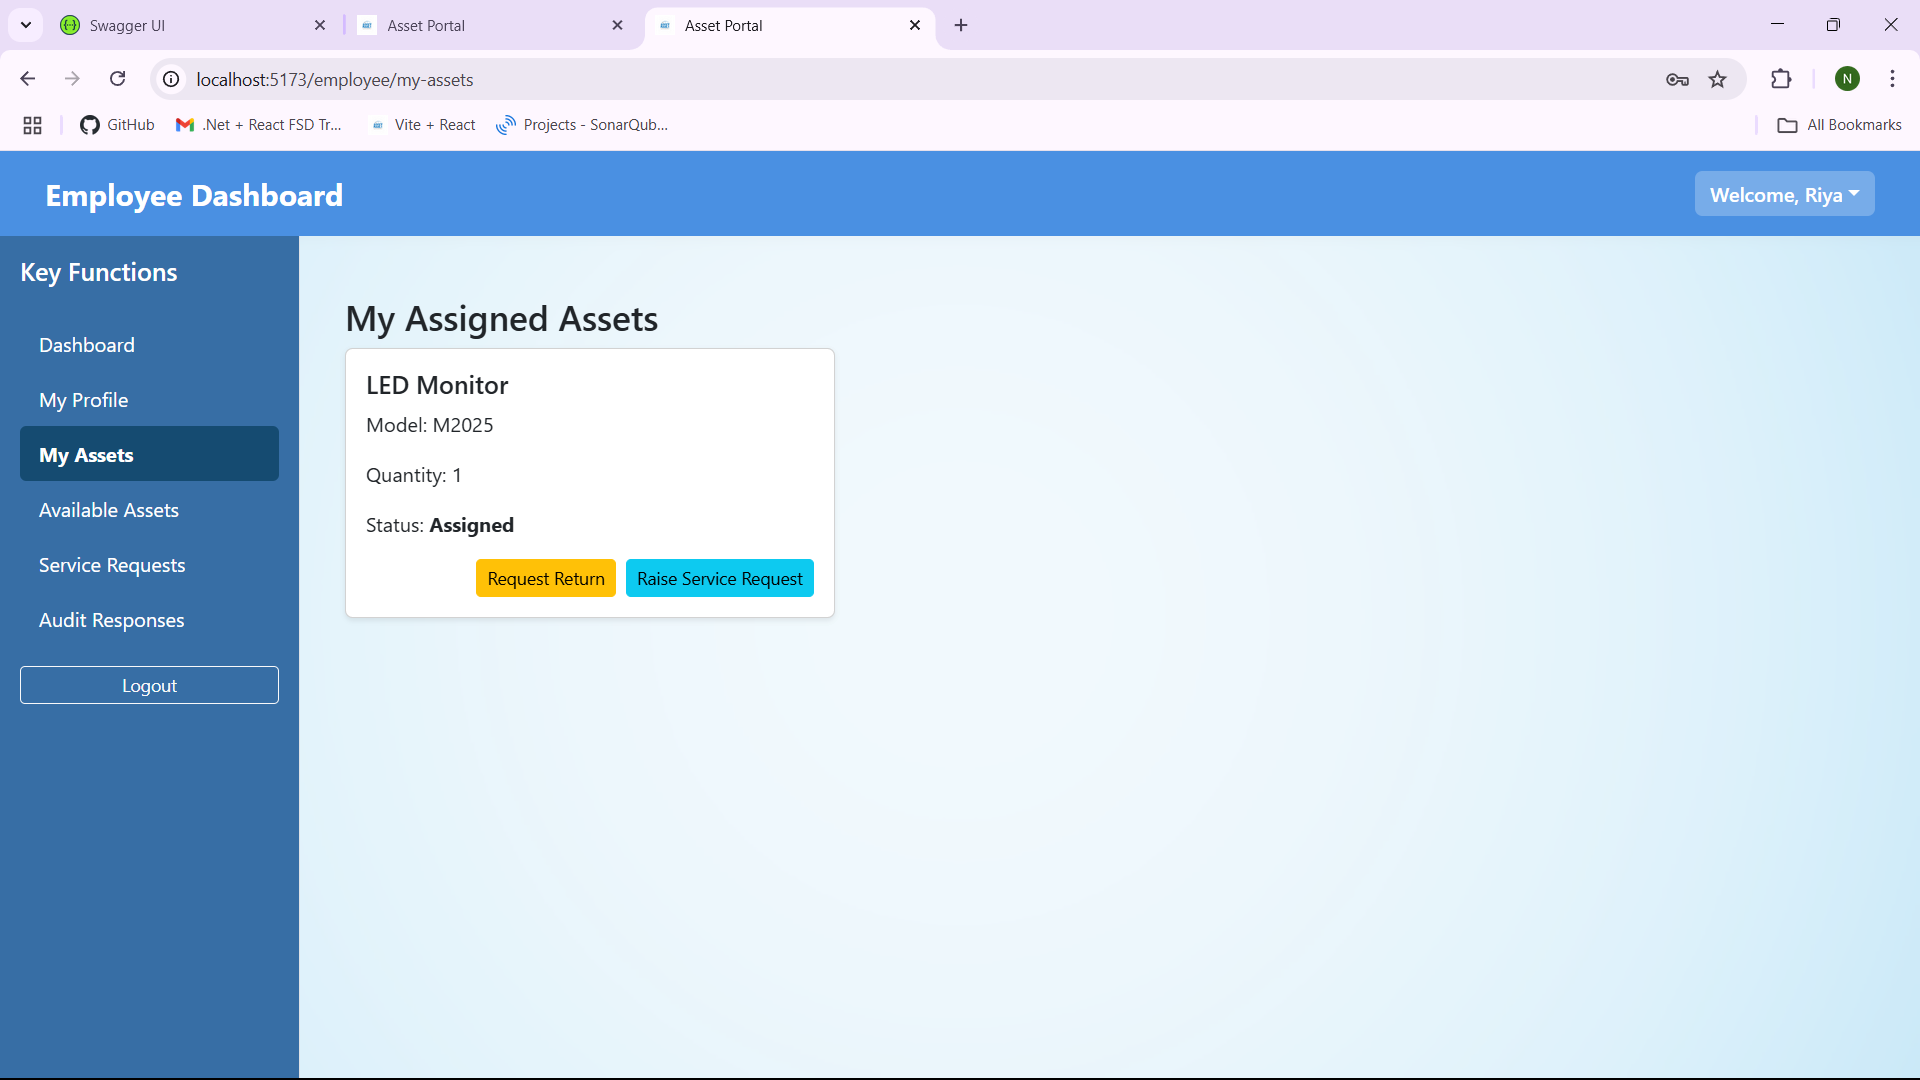 Swagger UI
Asset Portal
Asset Portal
localhost:5173/employee/my-assets
N
GitHub
.Net + React FSD Tr...
Vite + React
Projects - SonarQub...
All Bookmarks
Employee Dashboard
Welcome, Riya
Key Functions
Dashboard
My Profile
My Assets
Available Assets
Service Requests
Audit Responses
Logout
My Assigned Assets
LED Monitor
Model: M2025
Quantity: 1
Status: Assigned
Request Return
Raise Service Request